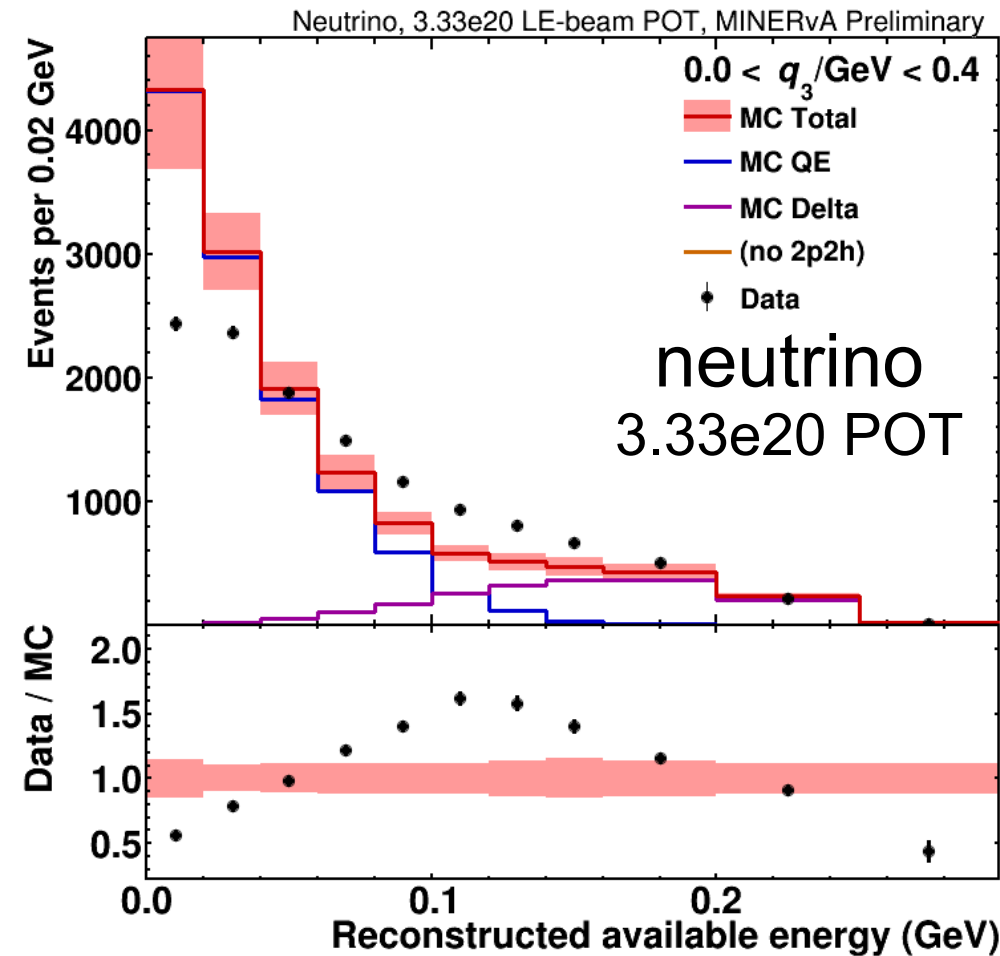 Neutrino, 3.33e20 LE-beam POT, MINERvA Preliminary
Events per 0.02 GeV
4000
3000
2000
1000
0.0 < q3/GeV < 0.4
MC Total
MC QE
MC Delta
(no 2p2h)
Data
neutrino
3.33e20 POT
Data / MC
2.0
1.5
1.0
0.5
0.0 0.1 0.2
Reconstructed available energy (GeV)